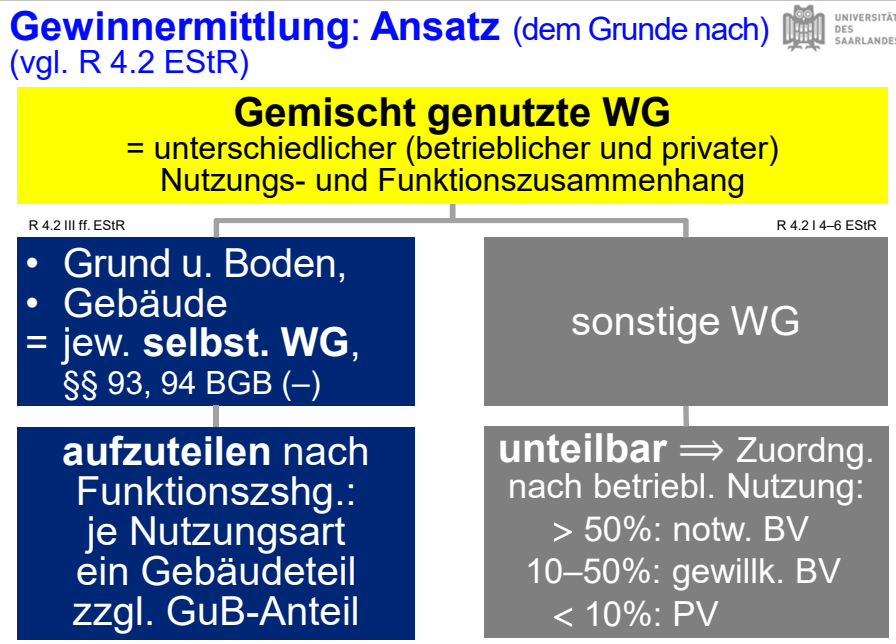 Gewinnermittlung: Ansatz (dem Grunde nach)
(vgl. R 4.2 EStR)
UNIVERSITÄT
DES
SAARLANDES
Gemischt genutzte WG
= unterschiedlicher (betrieblicher und privater)
Nutzungs- und Funktionszusammenhang
R 4.2 III ff. EStR
• Grund u. Boden,
• Gebäude
= jew. selbst. WG,
§§ 93, 94 BGB (–)
aufzuteilen nach
Funktionszshg.:
je Nutzungsart
ein Gebäudeteil
zzgl. GuB-Anteil
R 4.2 I 4–6 EStR
sonstige WG
unteilbar ⟹ Zuordng.
nach betriebl. Nutzung:
> 50%: notw. BV
10–50%: gewillk. BV
< 10%: PV